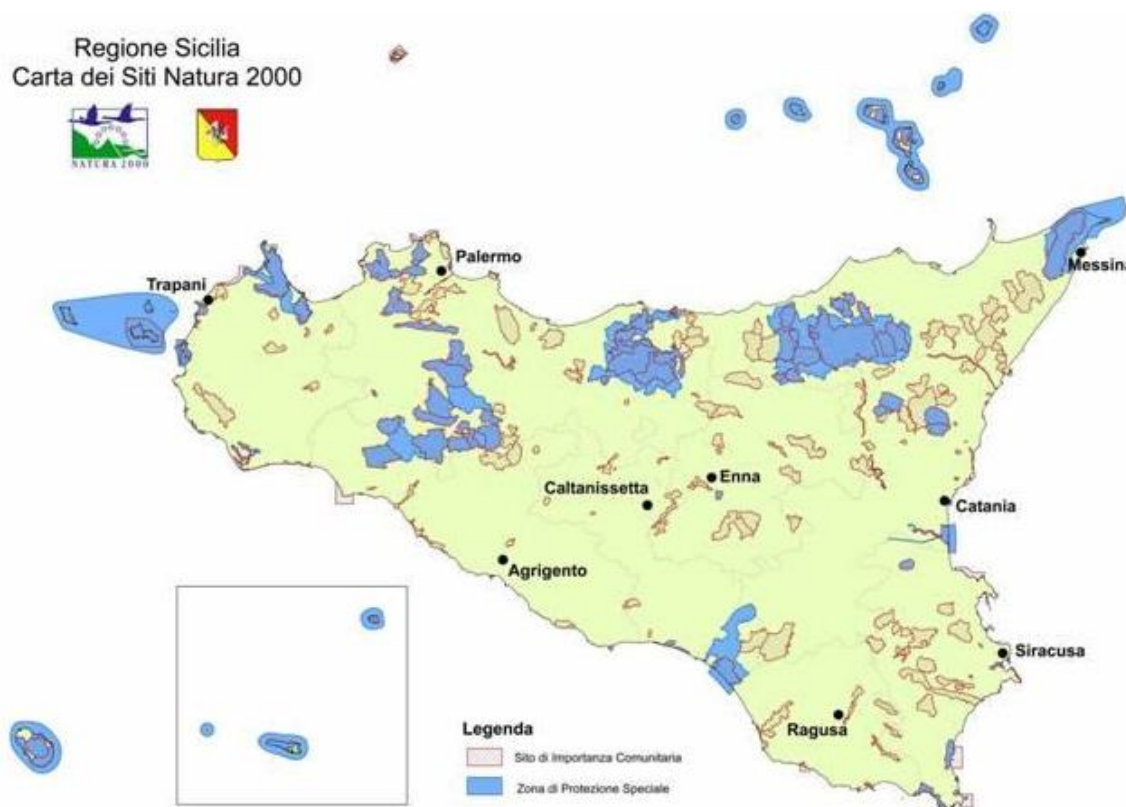 Regione Sicilia
Carta dei Siti Natura 2000
NATURA 2000
Palermo
Trapani
Messina
Enna
Caltanissetta
Catania
Agrigento
Siracusa
Ragusa
Legenda
Sito di Importanza Comunitaria
Zona di Protezione Speciale